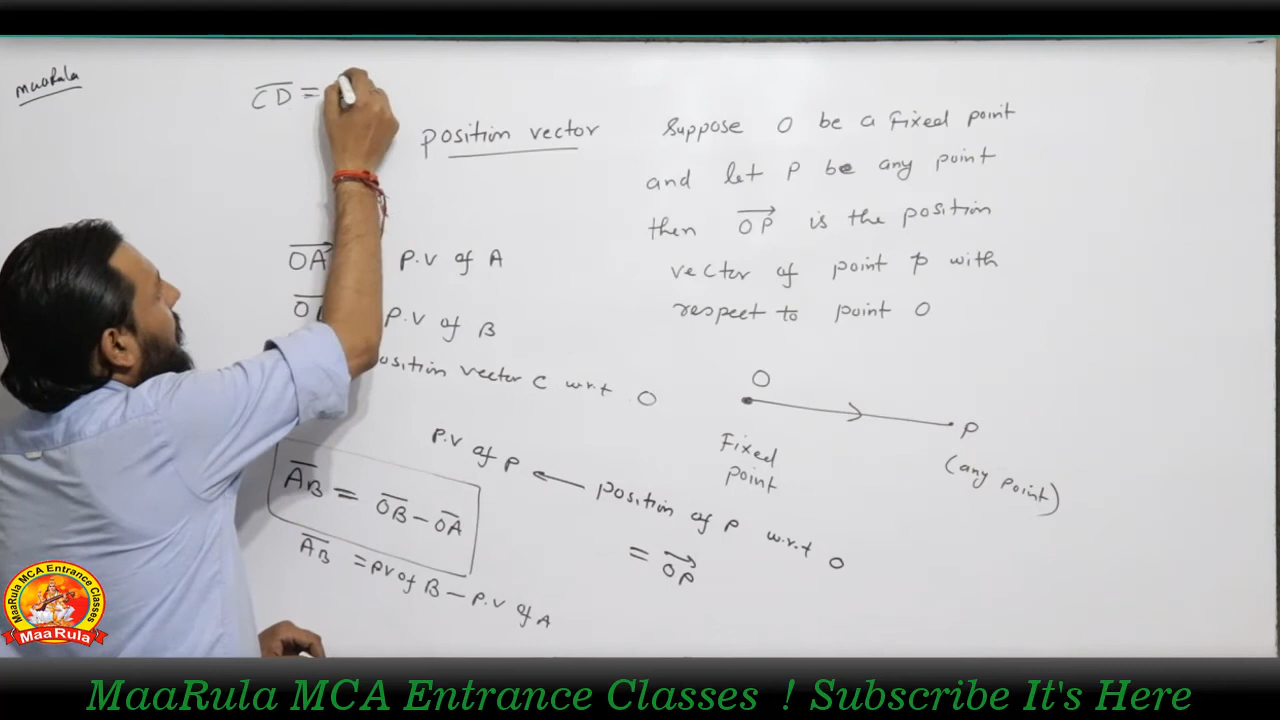 maaRula
CD =
position vector
OA P.V of A
P.V of B
osition vector C w.r.t O
AB = OB - OA
AB = PV of B - P.V of A
Suppose O be a Fixed point
and let P be any point
then OP is the position
vector of point P with
respect to point O
O
P
Fixed
point
(any point)
P.V of P ← position of P w.r.t O
= OP
MaaRula MCA Entrance Classes
MaaRula
MaaRula MCA Entrance Classes ! Subscribe It's Here